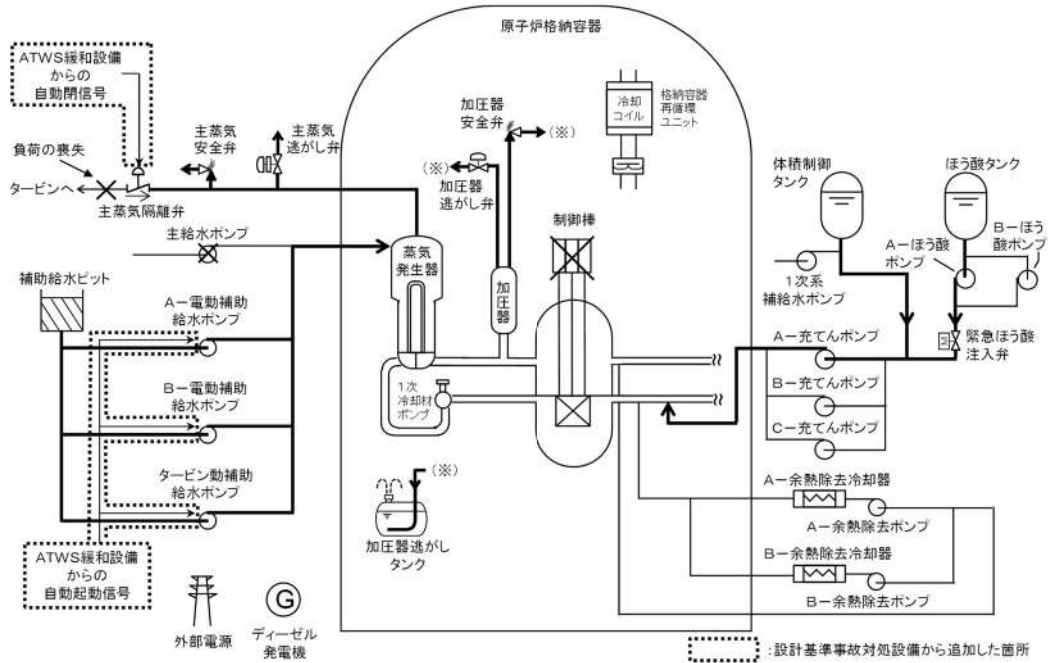 原子炉格納容器
ATWS緩和設備
からの
自動閉信号
負荷の喪失
タービンへ
主蒸気隔離弁
主蒸気
安全弁
主蒸気
逃がし弁
加圧器
安全弁
(※)
(※)
加圧器
逃がし弁
冷却
コイル
格納容器
再循環
ユニット
体積制御
タンク
ほう酸タンク
A-ほう酸
ポンプ
B-ほう
酸ポンプ
1次系
補給水ポンプ
緊急ほう酸
注入弁
M
主給水ポンプ
蒸気
発生器
加圧器
制御棒
補助給水ピット
A-電動補助
給水ポンプ
B-電動補助
給水ポンプ
タービン動補助
給水ポンプ
1次
冷却材
ポンプ
A-充てんポンプ
B-充てんポンプ
C-充てんポンプ
(※)
加圧器逃がし
タンク
A-余熱除去冷却器
A-余熱除去ポンプ
B-余熱除去冷却器
B-余熱除去ポンプ
ATWS緩和設備
からの
自動起動信号
外部電源
G
ディーゼル
発電機
:設計基準事故対処設備から追加した箇所